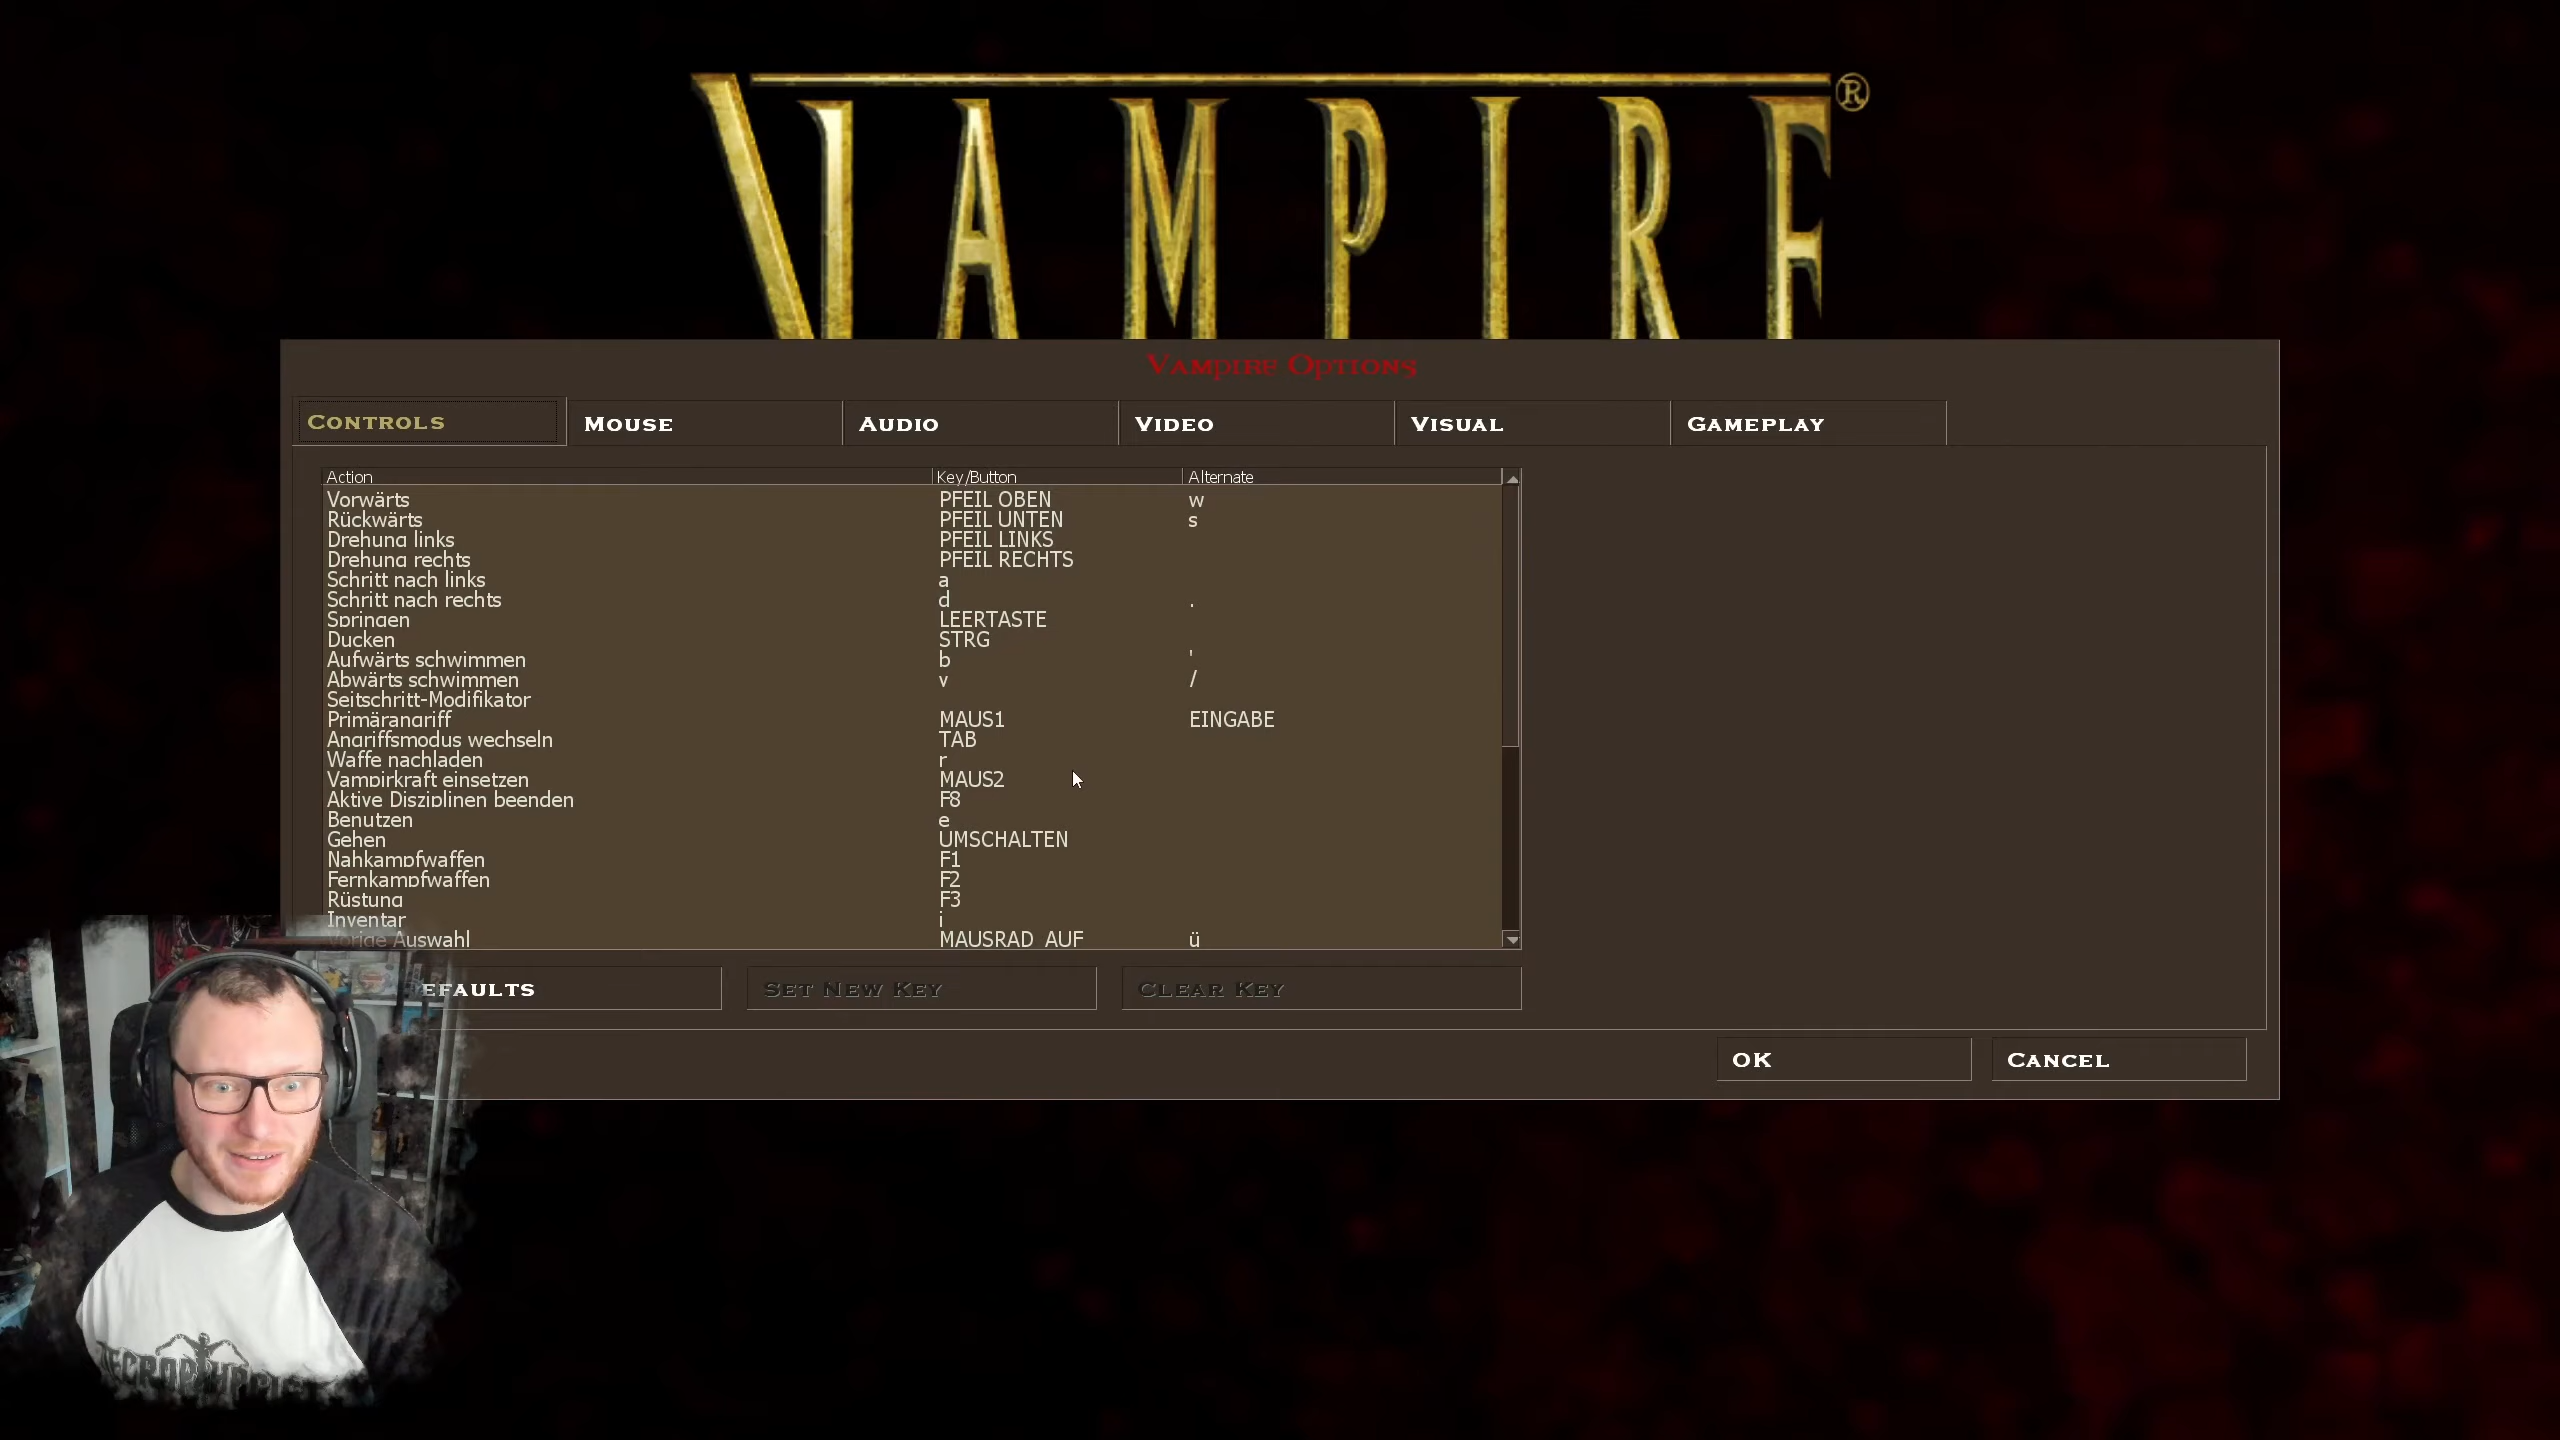 VAMPIRE®
Vampire Options
Controls
Mouse
Audio
Video
Visual
Gameplay
Action Key/Button Alternate
Vorwärts PFEIL OBEN w
Rückwärts PFEIL UNTEN s
Drehung links PFEIL LINKS
Drehung rechts PFEIL RECHTS
Schritt nach links a
Schritt nach rechts d .
Springen LEERTASTE
Ducken STRG
Aufwärts schwimmen b '
Abwärts schwimmen v /
Seitschritt-Modifikator
Primärangriff MAUS1 EINGABE
Angriffsmodus wechseln TAB
Waffe nachladen r
Vampirkraft einsetzen MAUS2
Aktive Disziplinen beenden F8
Benutzen e
Gehen UMSCHALTEN
Nahkampfwaffen F1
Fernkampfwaffen F2
Rüstung F3
Inventar i
Vorige Auswahl MAUSRAD_AUF ü
efaults
Set New Key
Clear Key
OK
Cancel